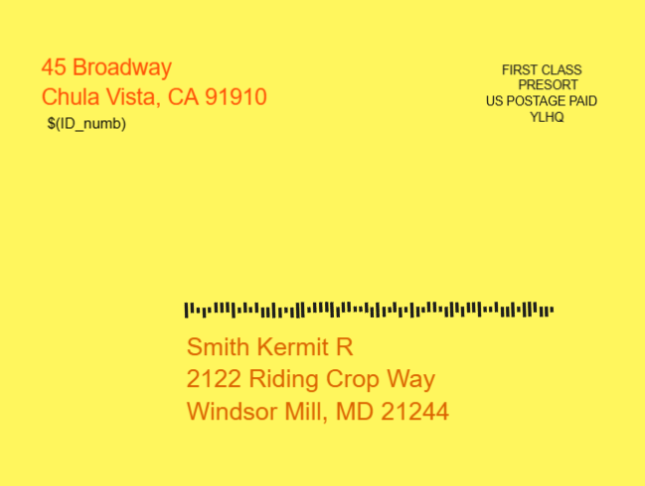 45 Broadway
Chula Vista, CA 91910
$(ID_numb)
FIRST CLASS
PRESORT
US POSTAGE PAID
YLHQ
Smith Kermit R
2122 Riding Crop Way
Windsor Mill, MD 21244